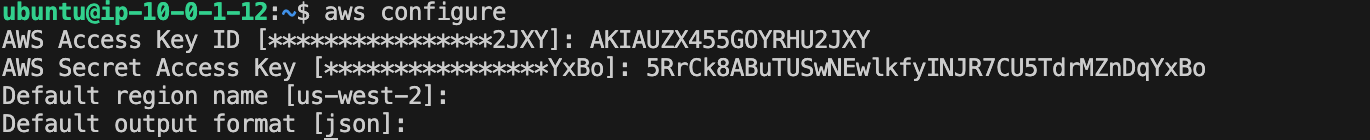 ubuntu@ip-10-0-1-12:~$ aws configure
AWS Access Key ID [****************2JXY]: AKIAUZX455GOYRHU2JXY
AWS Secret Access Key [****************YxBo]: 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
Default region name [us-west-2]:
Default output format [json]: